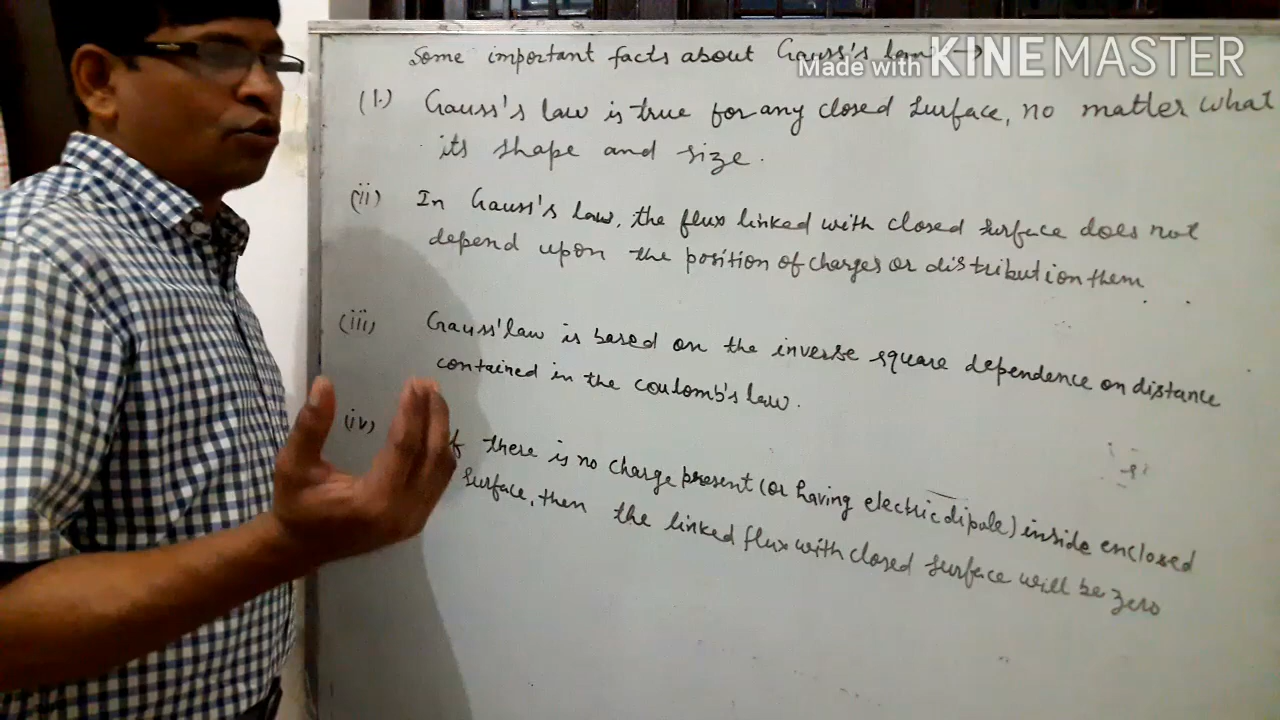 Some important facts about Gauss's law →
Made with KINEMASTER
(1.) Gauss's law is true for any closed surface, no matter what
its shape and size.
(ii) In Gauss's law, the flux linked with closed surface does not
depend upon the position of charges or distribution them
(iii) Gauss'law is based on the inverse square dependence on distance
contained in the coulomb's law.
(iv) If there is no charge present (or having electric dipole) inside enclosed
surface, then the linked flux with closed surface will be zero